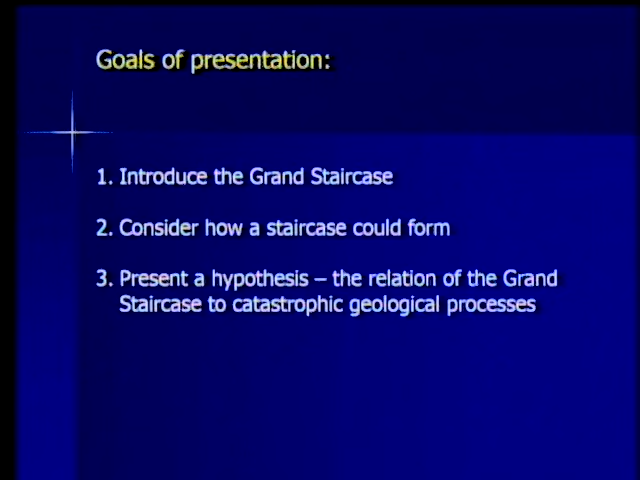 Goals of presentation:
1. Introduce the Grand Staircase
2. Consider how a staircase could form
3. Present a hypothesis – the relation of the Grand
Staircase to catastrophic geological processes